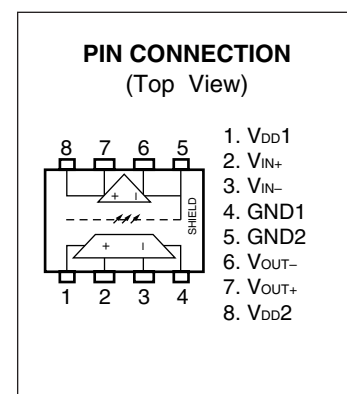 PIN CONNECTION
(Top View)
8 7 6 5
+ –
SHIELD
+ –
1 2 3 4
1. VDD1
2. VIN+
3. VIN–
4. GND1
5. GND2
6. VOUT–
7. VOUT+
8. VDD2